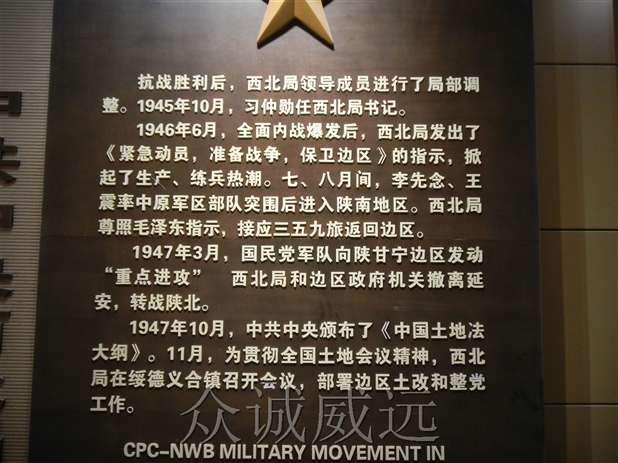 抗战胜利后，西北局领导成员进行了局部调
整。1945年10月，习仲勋任西北局书记。
1946年6月，全面内战爆发后，西北局发出了
《紧急动员，准备战争，保卫边区》的指示，掀
起了生产、练兵热潮。七、八月间，李先念、王
震率中原军区部队突围后进入陕南地区。西北局
尊照毛泽东指示，接应三五九旅返回边区。
1947年3月，国民党军队向陕甘宁边区发动
“重点进攻” 西北局和边区政府机关撤离延
安，转战陕北。
1947年10月，中共中央颁布了《中国土地法
大纲》。11月，为贯彻全国土地会议精神，西北
局在绥德义合镇召开会议，部署边区土改和整党
工作。
众诚威远
CPC-NWB MILITARY MOVEMENT IN